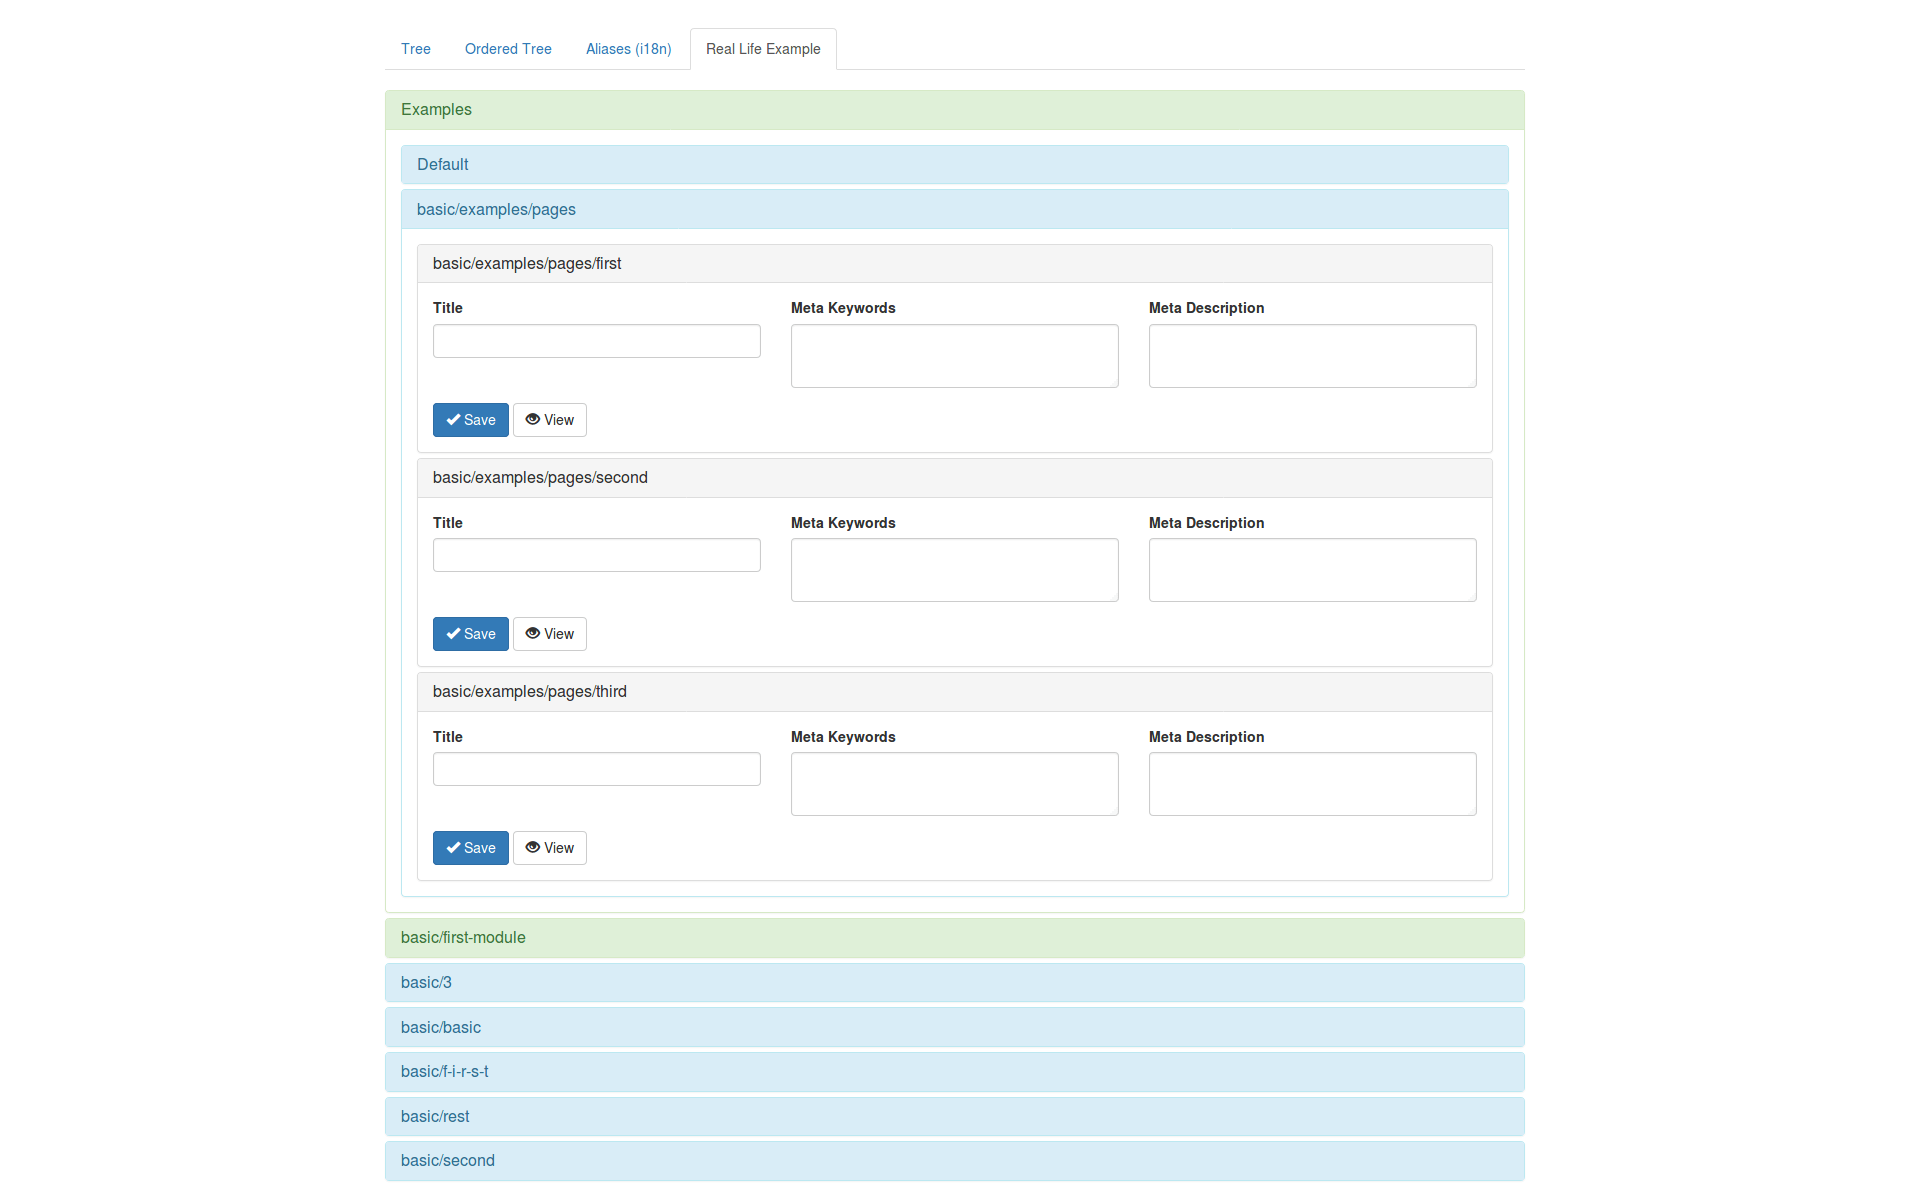 Tree Ordered Tree Aliases (i18n) Real Life Example
Examples
Default
basic/examples/pages
basic/examples/pages/first
Title Meta Keywords Meta Description
Save View
basic/examples/pages/second
Title Meta Keywords Meta Description
Save View
basic/examples/pages/third
Title Meta Keywords Meta Description
Save View
basic/first-module
basic/3
basic/basic
basic/f-i-r-s-t
basic/rest
basic/second